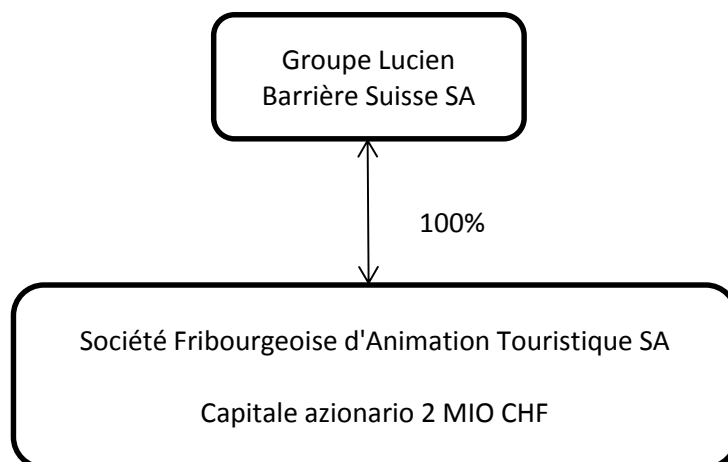 Groupe Lucien
Barrière Suisse SA
100%
Société Fribourgeoise d'Animation Touristique SA
Capitale azionario 2 MIO CHF